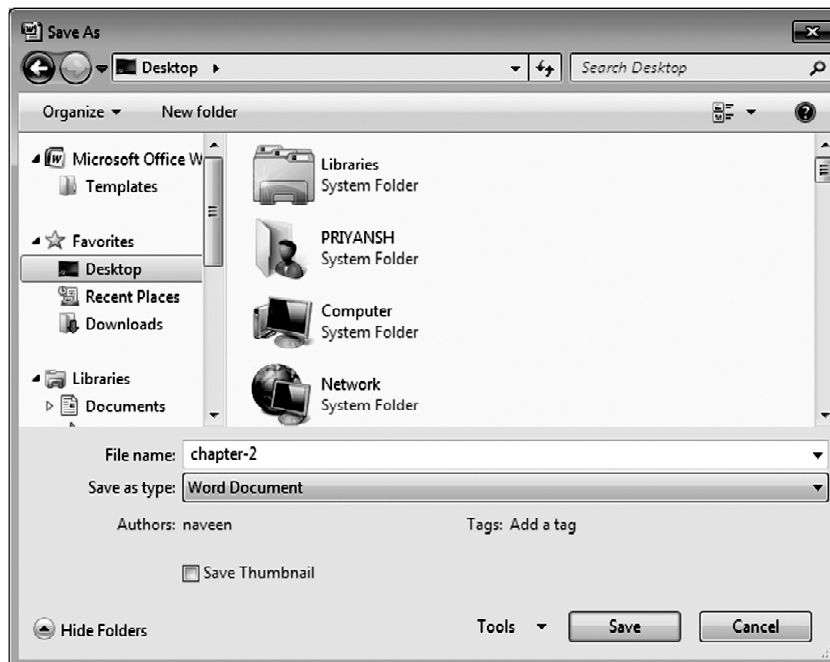 Save As
Desktop
Search Desktop
Organize New folder
Microsoft Office W
Templates
Favorites
Desktop
Recent Places
Downloads
Libraries
Documents
Libraries
System Folder
PRIYANSH
System Folder
Computer
System Folder
Network
System Folder
File name: chapter-2
Save as type: Word Document
Authors: naveen Tags: Add a tag
Save Thumbnail
Hide Folders Tools Save Cancel